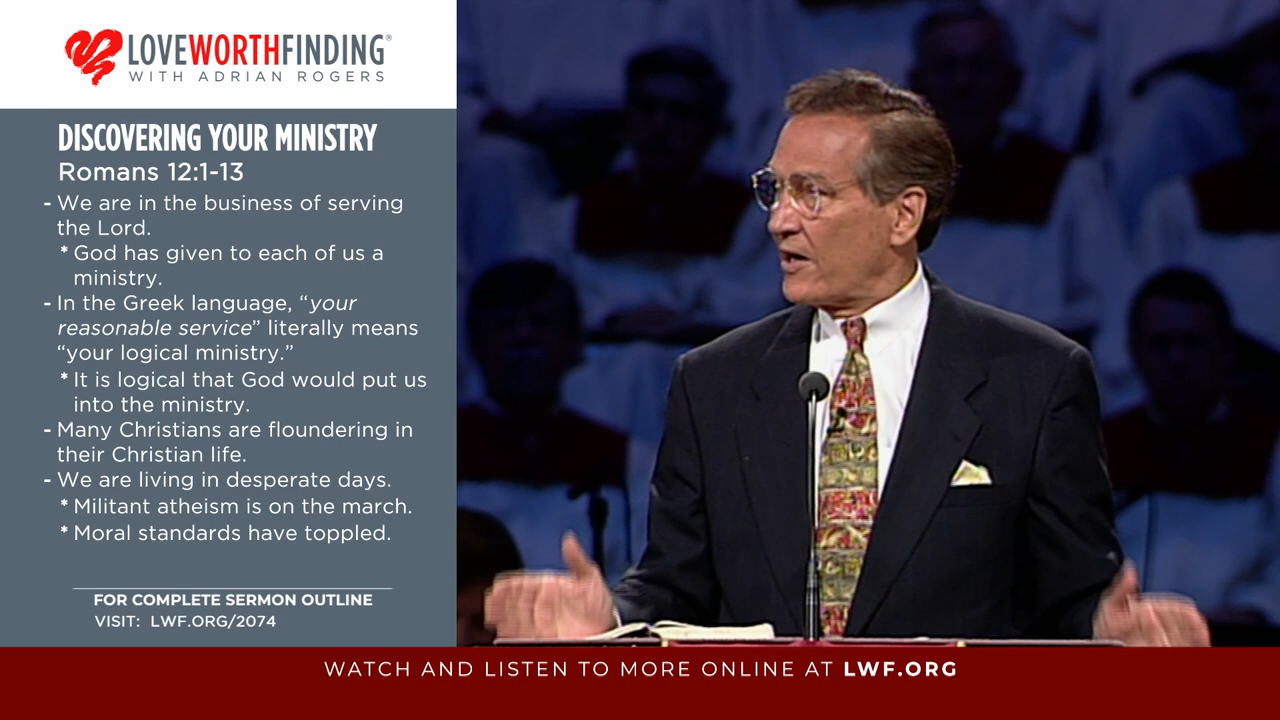 LOVEWORTHFINDING®
WITH ADRIAN ROGERS
DISCOVERING YOUR MINISTRY
Romans 12:1-13
- We are in the business of serving
the Lord.
* God has given to each of us a
ministry.
- In the Greek language, “your
reasonable service” literally means
“your logical ministry.”
* It is logical that God would put us
into the ministry.
- Many Christians are floundering in
their Christian life.
- We are living in desperate days.
* Militant atheism is on the march.
* Moral standards have toppled.
FOR COMPLETE SERMON OUTLINE
VISIT: LWF.ORG/2074
WATCH AND LISTEN TO MORE ONLINE AT LWF.ORG